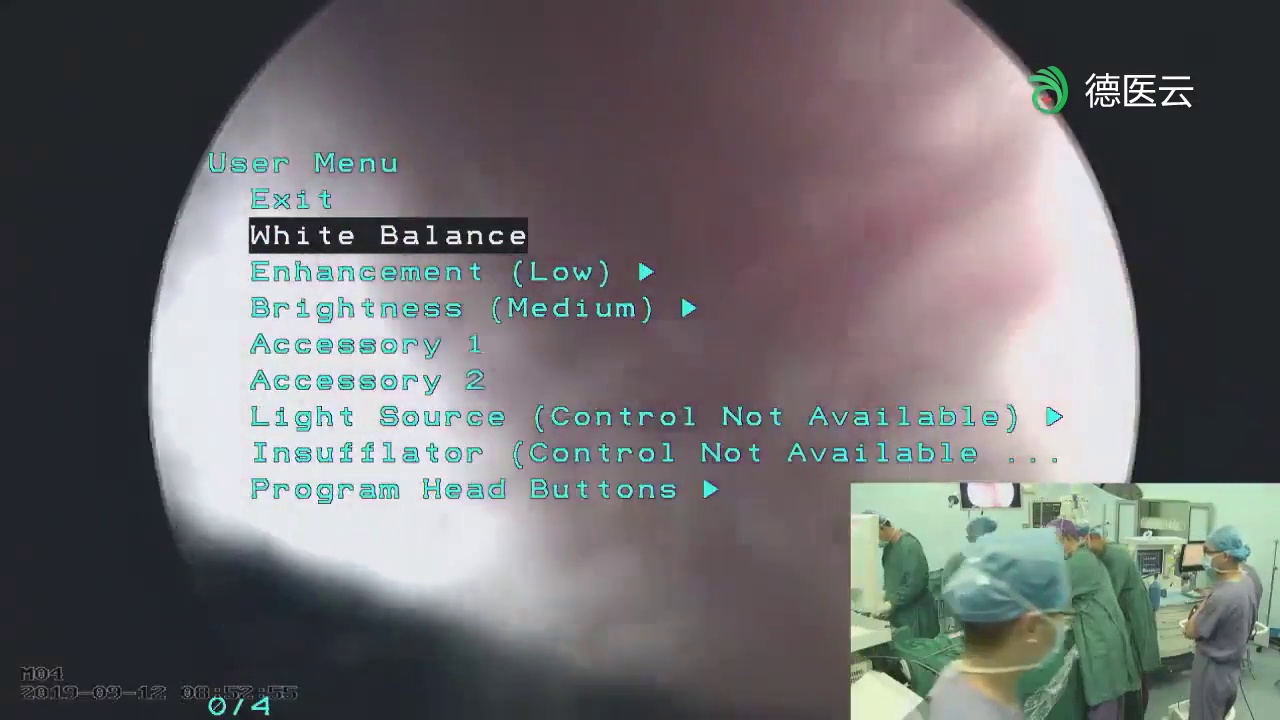 德医云
User Menu
Exit
White Balance
Enhancement (Low) ▶
Brightness (Medium) ▶
Accessory 1
Accessory 2
Light Source (Control Not Available) ▶
Insufflator (Control Not Available ...
Program Head Buttons ▶
M04
2019-09-12 08:52:55
0/4